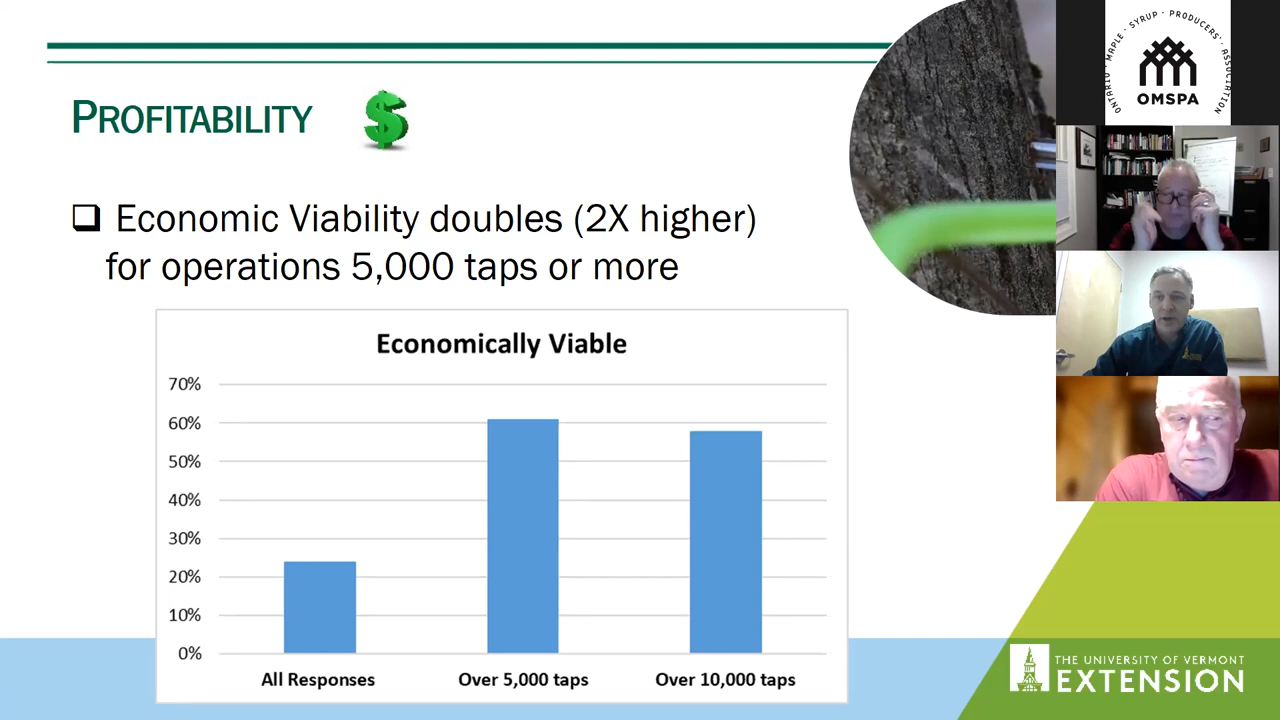 PROFITABILITY
❑ Economic Viability doubles (2X higher)
for operations 5,000 taps or more
Economically Viable
70%
60%
50%
40%
30%
20%
10%
0%
All Responses
Over 5,000 taps
Over 10,000 taps
ONTARIO · MAPLE · SYRUP · PRODUCERS' · ASSOCIATION
OMSPA
THE UNIVERSITY OF VERMONT
EXTENSION